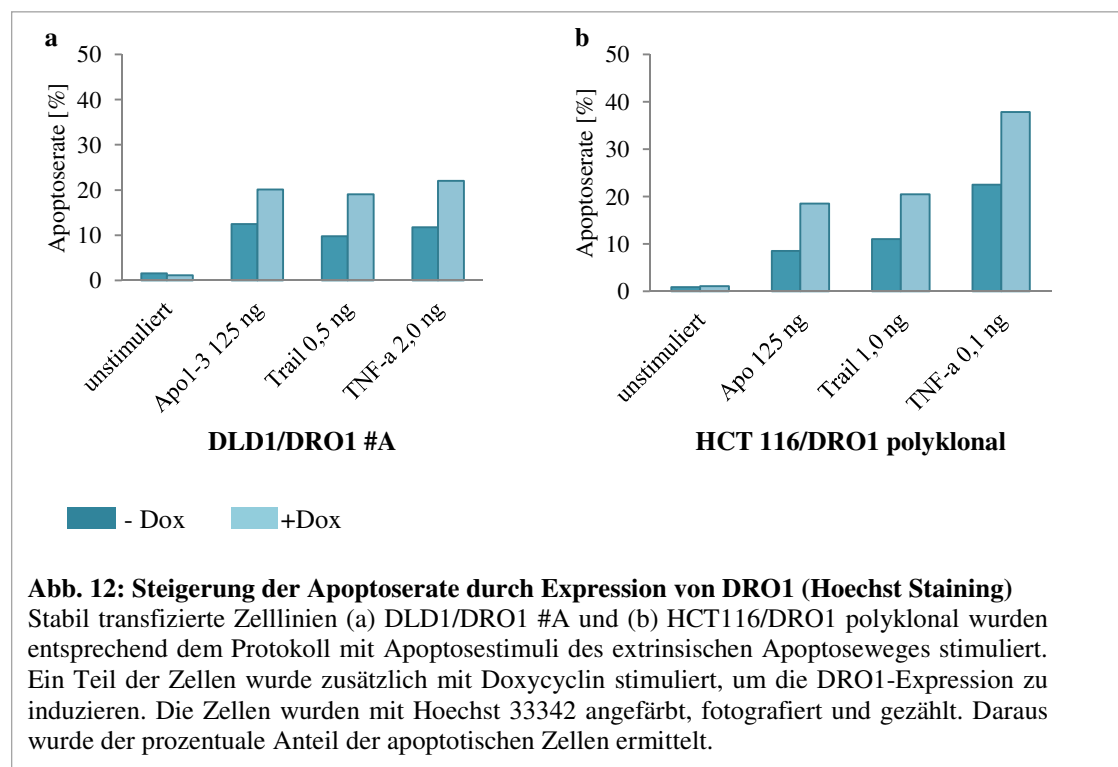 a
50
40
30
20
10
0
Apoptoserate [%]
unstimuliert
Apo1-3 125 ng
Trail 0,5 ng
TNF-a 2,0 ng
DLD1/DRO1 #A
b
50
40
30
20
10
0
Apoptoserate [%]
unstimuliert
Apo 125 ng
Trail 1,0 ng
TNF-a 0,1 ng
HCT 116/DRO1 polyklonal
- Dox
+Dox
Abb. 12: Steigerung der Apoptoserate durch Expression von DRO1 (Hoechst Staining)
Stabil transfizierte Zelllinien (a) DLD1/DRO1 #A und (b) HCT116/DRO1 polyklonal wurden
entsprechend dem Protokoll mit Apoptosestimuli des extrinsischen Apoptoseweges stimuliert.
Ein Teil der Zellen wurde zusätzlich mit Doxycyclin stimuliert, um die DRO1-Expression zu
induzieren. Die Zellen wurden mit Hoechst 33342 angefärbt, fotografiert und gezählt. Daraus
wurde der prozentuale Anteil der apoptotischen Zellen ermittelt.